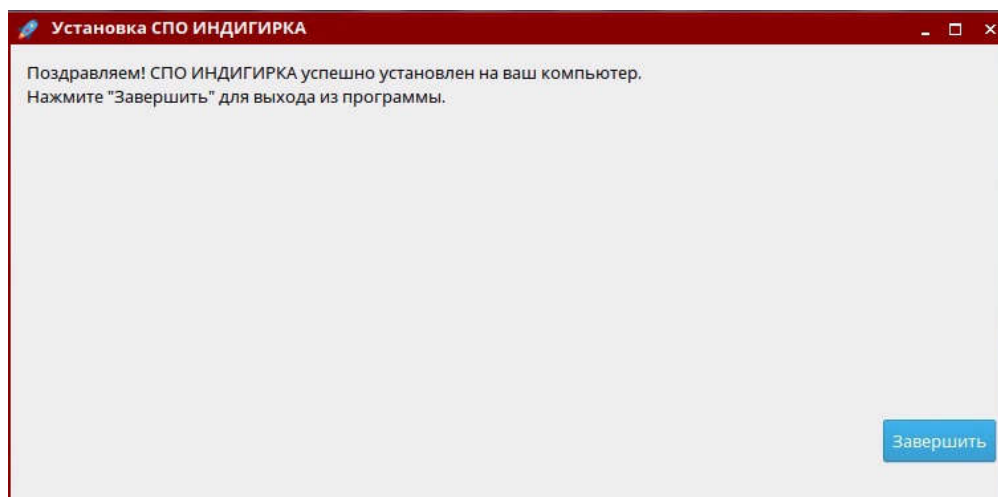 Установка СПО ИНДИГИРКА
Поздравляем! СПО ИНДИГИРКА успешно установлен на ваш компьютер.
Нажмите "Завершить" для выхода из программы.
Завершить